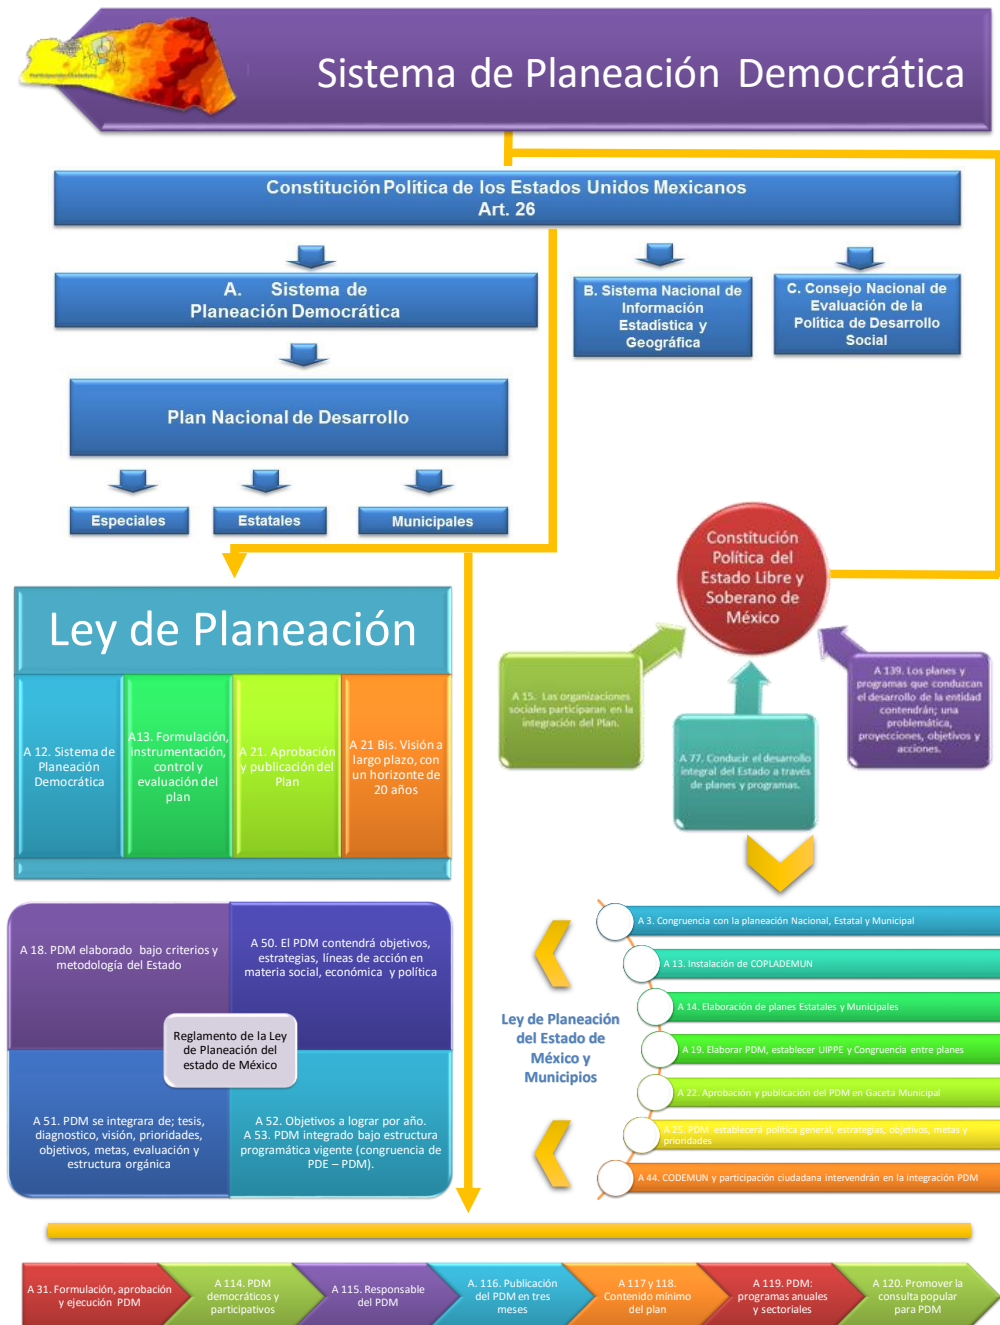 Participación Ciudadana
Sistema de Planeación Democrática
Constitución Política de los Estados Unidos Mexicanos
Art. 26
A. Sistema de
Planeación Democrática
B. Sistema Nacional de
Información
Estadística y
Geográfica
C. Consejo Nacional de
Evaluación de la
Política de Desarrollo
Social
Plan Nacional de Desarrollo
Especiales
Estatales
Municipales
Constitución
Política del
Estado Libre y
Soberano de
México
A 15. Las organizaciones
sociales participaran en la
integración del Plan.
A 77. Conducir el desarrollo
integral del Estado a través
de planes y programas.
A 139. Los planes y
programas que conduzcan
el desarrollo de la entidad
contendrán; una
problemática,
proyecciones, objetivos y
acciones.
Ley de Planeación
A 12. Sistema de
Planeación
Democrática
A13. Formulación,
instrumentación,
control y
evaluación del
plan
A 21. Aprobación
y publicación del
Plan
A 21 Bis. Visión a
largo plazo, con
un horizonte de
20 años
A 18. PDM elaborado bajo criterios y
metodología del Estado
A 50. El PDM contendrá objetivos,
estrategias, líneas de acción en
materia social, económica y política
Reglamento de la Ley
de Planeación del
estado de México
A 51. PDM se integrara de; tesis,
diagnostico, visión, prioridades,
objetivos, metas, evaluación y
estructura orgánica
A 52. Objetivos a lograr por año.
A 53. PDM integrado bajo estructura
programática vigente (congruencia de
PDE – PDM).
Ley de Planeación
del Estado de
México y
Municipios
A 3. Congruencia con la planeación Nacional, Estatal y Municipal
A 13. Instalación de COPLADEMUN
A 14. Elaboración de planes Estatales y Municipales
A 19. Elaborar PDM, establecer UIPPE y Congruencia entre planes
A 22. Aprobación y publicación del PDM en Gaceta Municipal
A 25. PDM establecerá política general, estrategias, objetivos, metas y
prioridades
A 44. CODEMUN y participación ciudadana intervendrán en la integración PDM
A 31. Formulación, aprobación
y ejecución PDM
A 114. PDM
democráticos y
participativos
A 115. Responsable
del PDM
A. 116. Publicación
del PDM en tres
meses
A 117 y 118.
Contenido mínimo
del plan
A 119. PDM:
programas anuales
y sectoriales
A 120. Promover la
consulta popular
para PDM